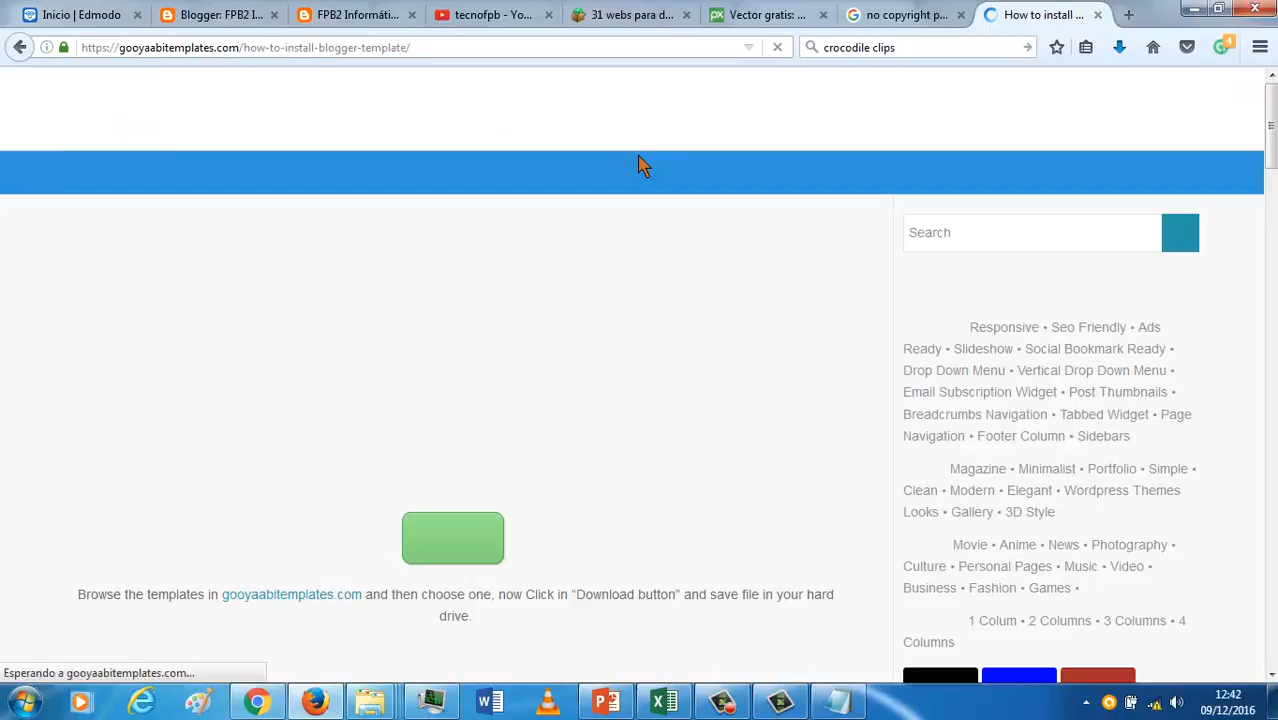 Inicio | Edmodo
Blogger: FPB2 I...
FPB2 Informáti...
tecnofpb - Yo...
31 webs para d...
Vector gratis: ...
no copyright p...
How to install ...
https://gooyaabitemplates.com/how-to-install-blogger-template/
crocodile clips
4
Search
Responsive • Seo Friendly • Ads
Ready • Slideshow • Social Bookmark Ready •
Drop Down Menu • Vertical Drop Down Menu •
Email Subscription Widget • Post Thumbnails •
Breadcrumbs Navigation • Tabbed Widget • Page
Navigation • Footer Column • Sidebars
Magazine • Minimalist • Portfolio • Simple •
Clean • Modern • Elegant • Wordpress Themes
Looks • Gallery • 3D Style
Movie • Anime • News • Photography •
Culture • Personal Pages • Music • Video •
Business • Fashion • Games •
1 Colum • 2 Columns • 3 Columns • 4
Columns
Browse the templates in gooyaabitemplates.com and then choose one, now Click in “Download button” and save file in your hard
drive.
Esperando a gooyaabitemplates.com...
12:42
09/12/2016